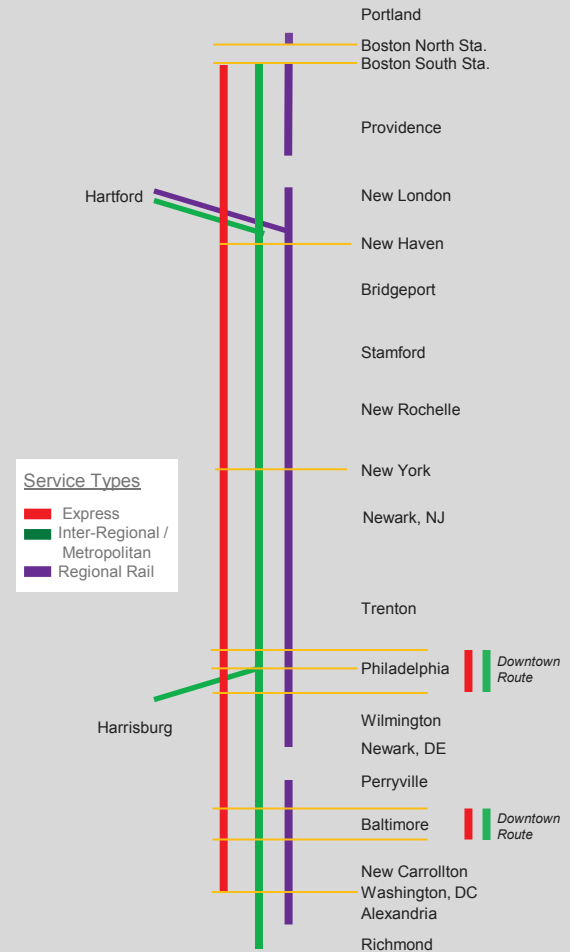 Portland
Boston North Sta.
Boston South Sta.
Providence
Hartford
New London
New Haven
Bridgeport
Stamford
New Rochelle
New York
Service Types
Express
Inter-Regional /
Metropolitan
Regional Rail
Newark, NJ
Trenton
Philadelphia
Downtown
Route
Harrisburg
Wilmington
Newark, DE
Perryville
Baltimore
Downtown
Route
New Carrollton
Washington, DC
Alexandria
Richmond